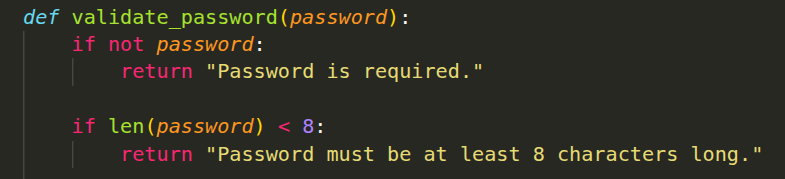 def validate_password(password):
    if not password:
        return "Password is required."

    if len(password) < 8:
        return "Password must be at least 8 characters long."